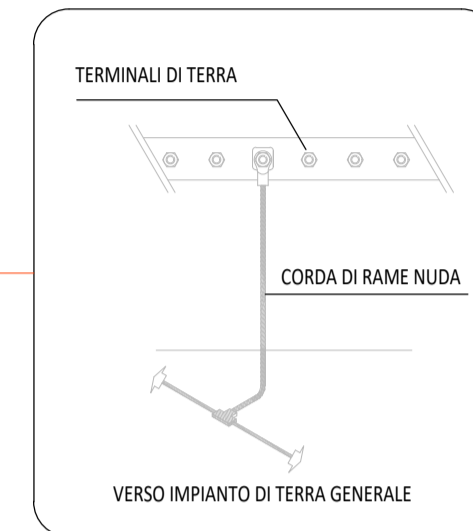 TERMINALI DI TERRA
CORDA DI RAME NUDA
VERSO IMPIANTO DI TERRA GENERALE